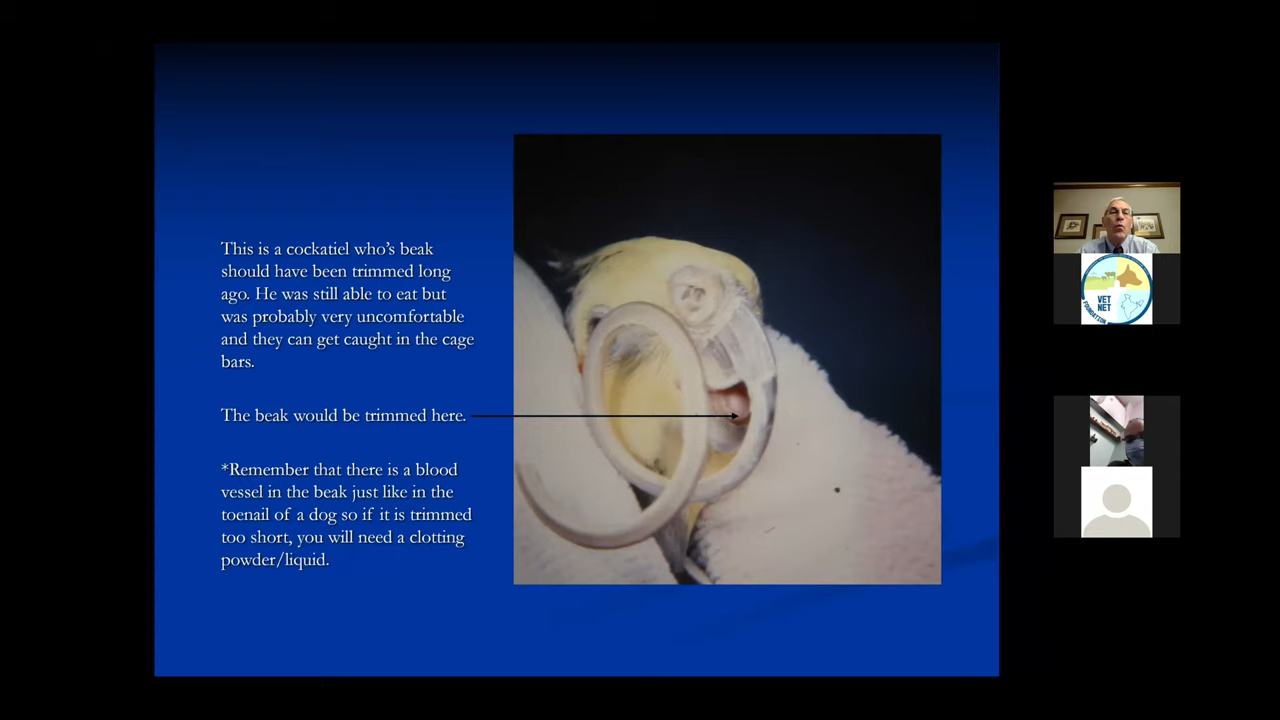 This is a cockatiel who's beak
should have been trimmed long
ago. He was still able to eat but
was probably very uncomfortable
and they can get caught in the cage
bars.
The beak would be trimmed here.
*Remember that there is a blood
vessel in the beak just like in the
toenail of a dog so if it is trimmed
too short, you will need a clotting
powder/liquid.
VET
NET
FOUNDATION